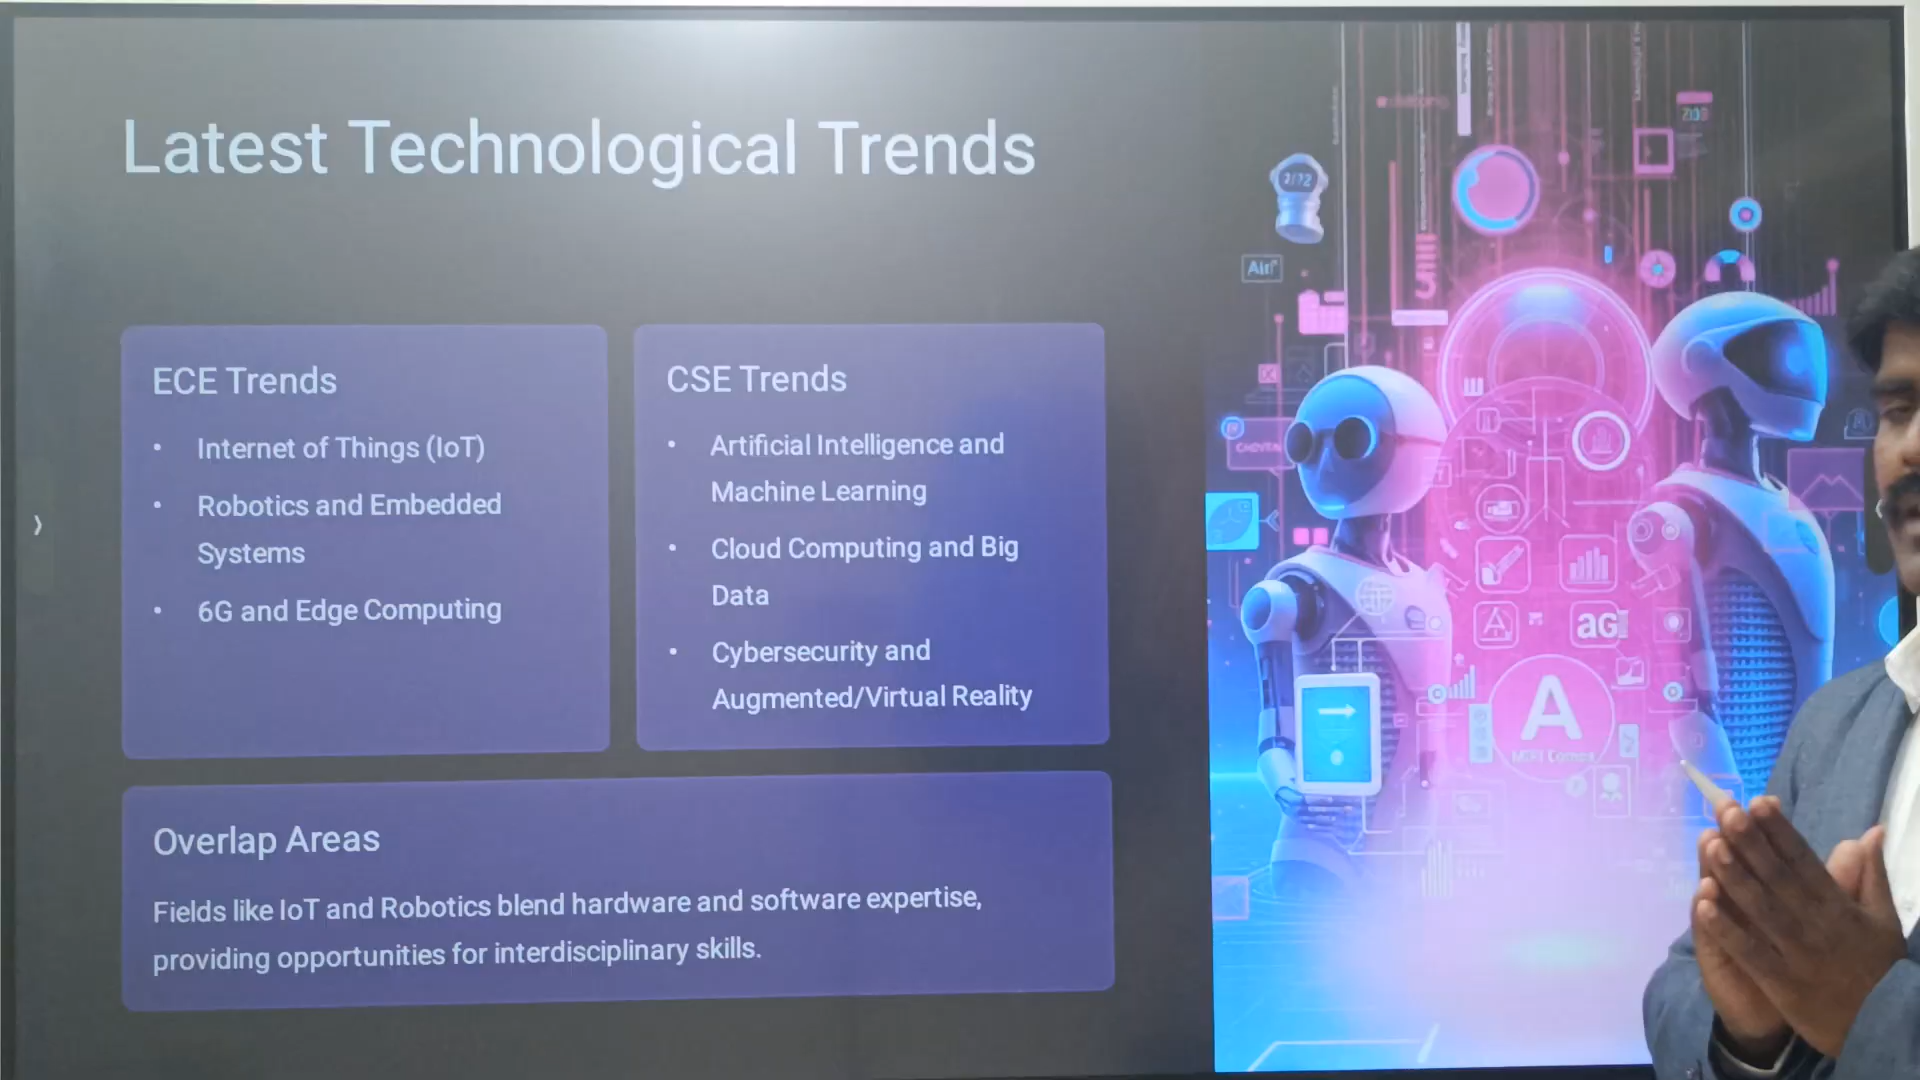 Latest Technological Trends
ECE Trends
• Internet of Things (IoT)
• Robotics and Embedded
Systems
• 6G and Edge Computing
CSE Trends
• Artificial Intelligence and
Machine Learning
• Cloud Computing and Big
Data
• Cybersecurity and
Augmented/Virtual Reality
Overlap Areas
Fields like IoT and Robotics blend hardware and software expertise,
providing opportunities for interdisciplinary skills.
5
ag
A